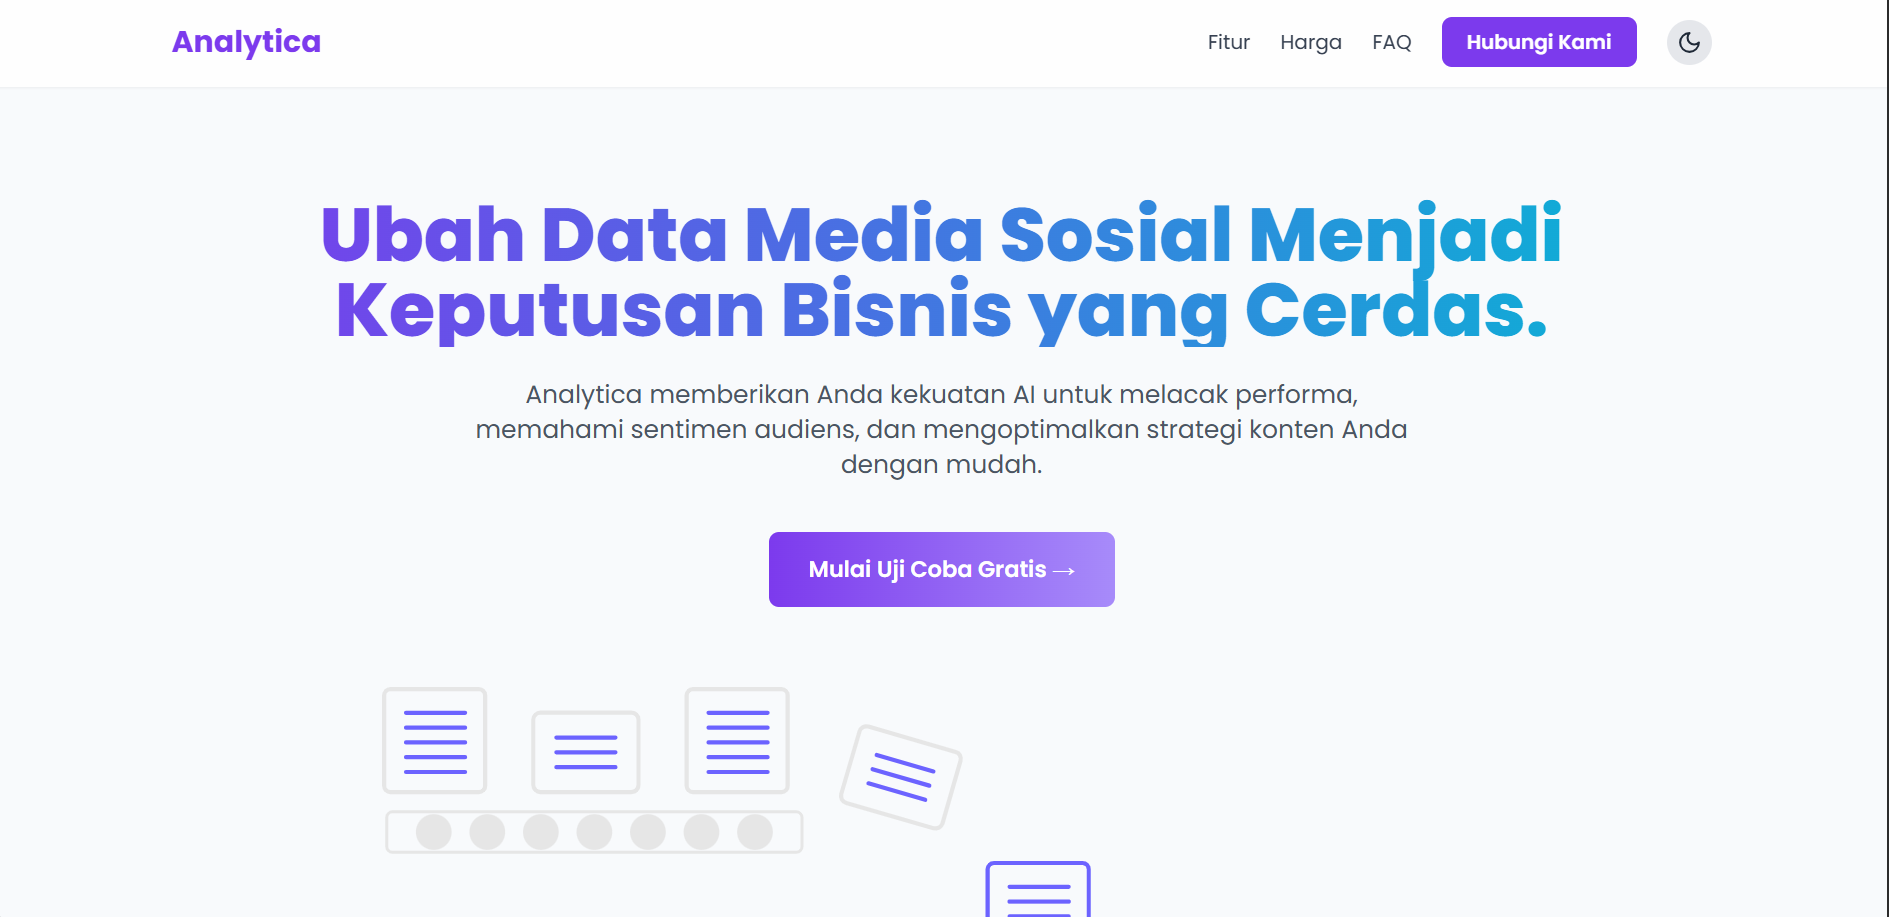 Analytica
Fitur
Harga
FAQ
Hubungi Kami
Ubah Data Media Sosial Menjadi
Keputusan Bisnis yang Cerdas.
Analytica memberikan Anda kekuatan AI untuk melacak performa,
memahami sentimen audiens, dan mengoptimalkan strategi konten Anda
dengan mudah.
Mulai Uji Coba Gratis →